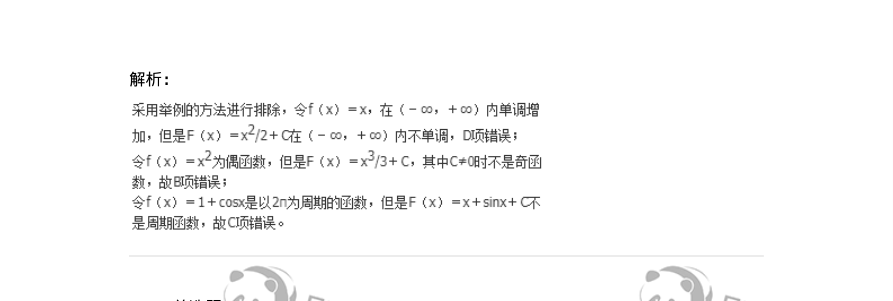 解析：
采用举例的方法进行排除，令f（x）=x，在（-∞，+∞）内单调增
加，但是F（x）=x²/2+C在（-∞，+∞）内不单调，D项错误；
令f（x）=x²为偶函数，但是F（x）=x³/3+C，其中C≠0时不是奇函
数，故B项错误；
令f（x）=1+cosx是以2π为周期的函数，但是F（x）=x+sinx+C不
是周期函数，故C项错误。